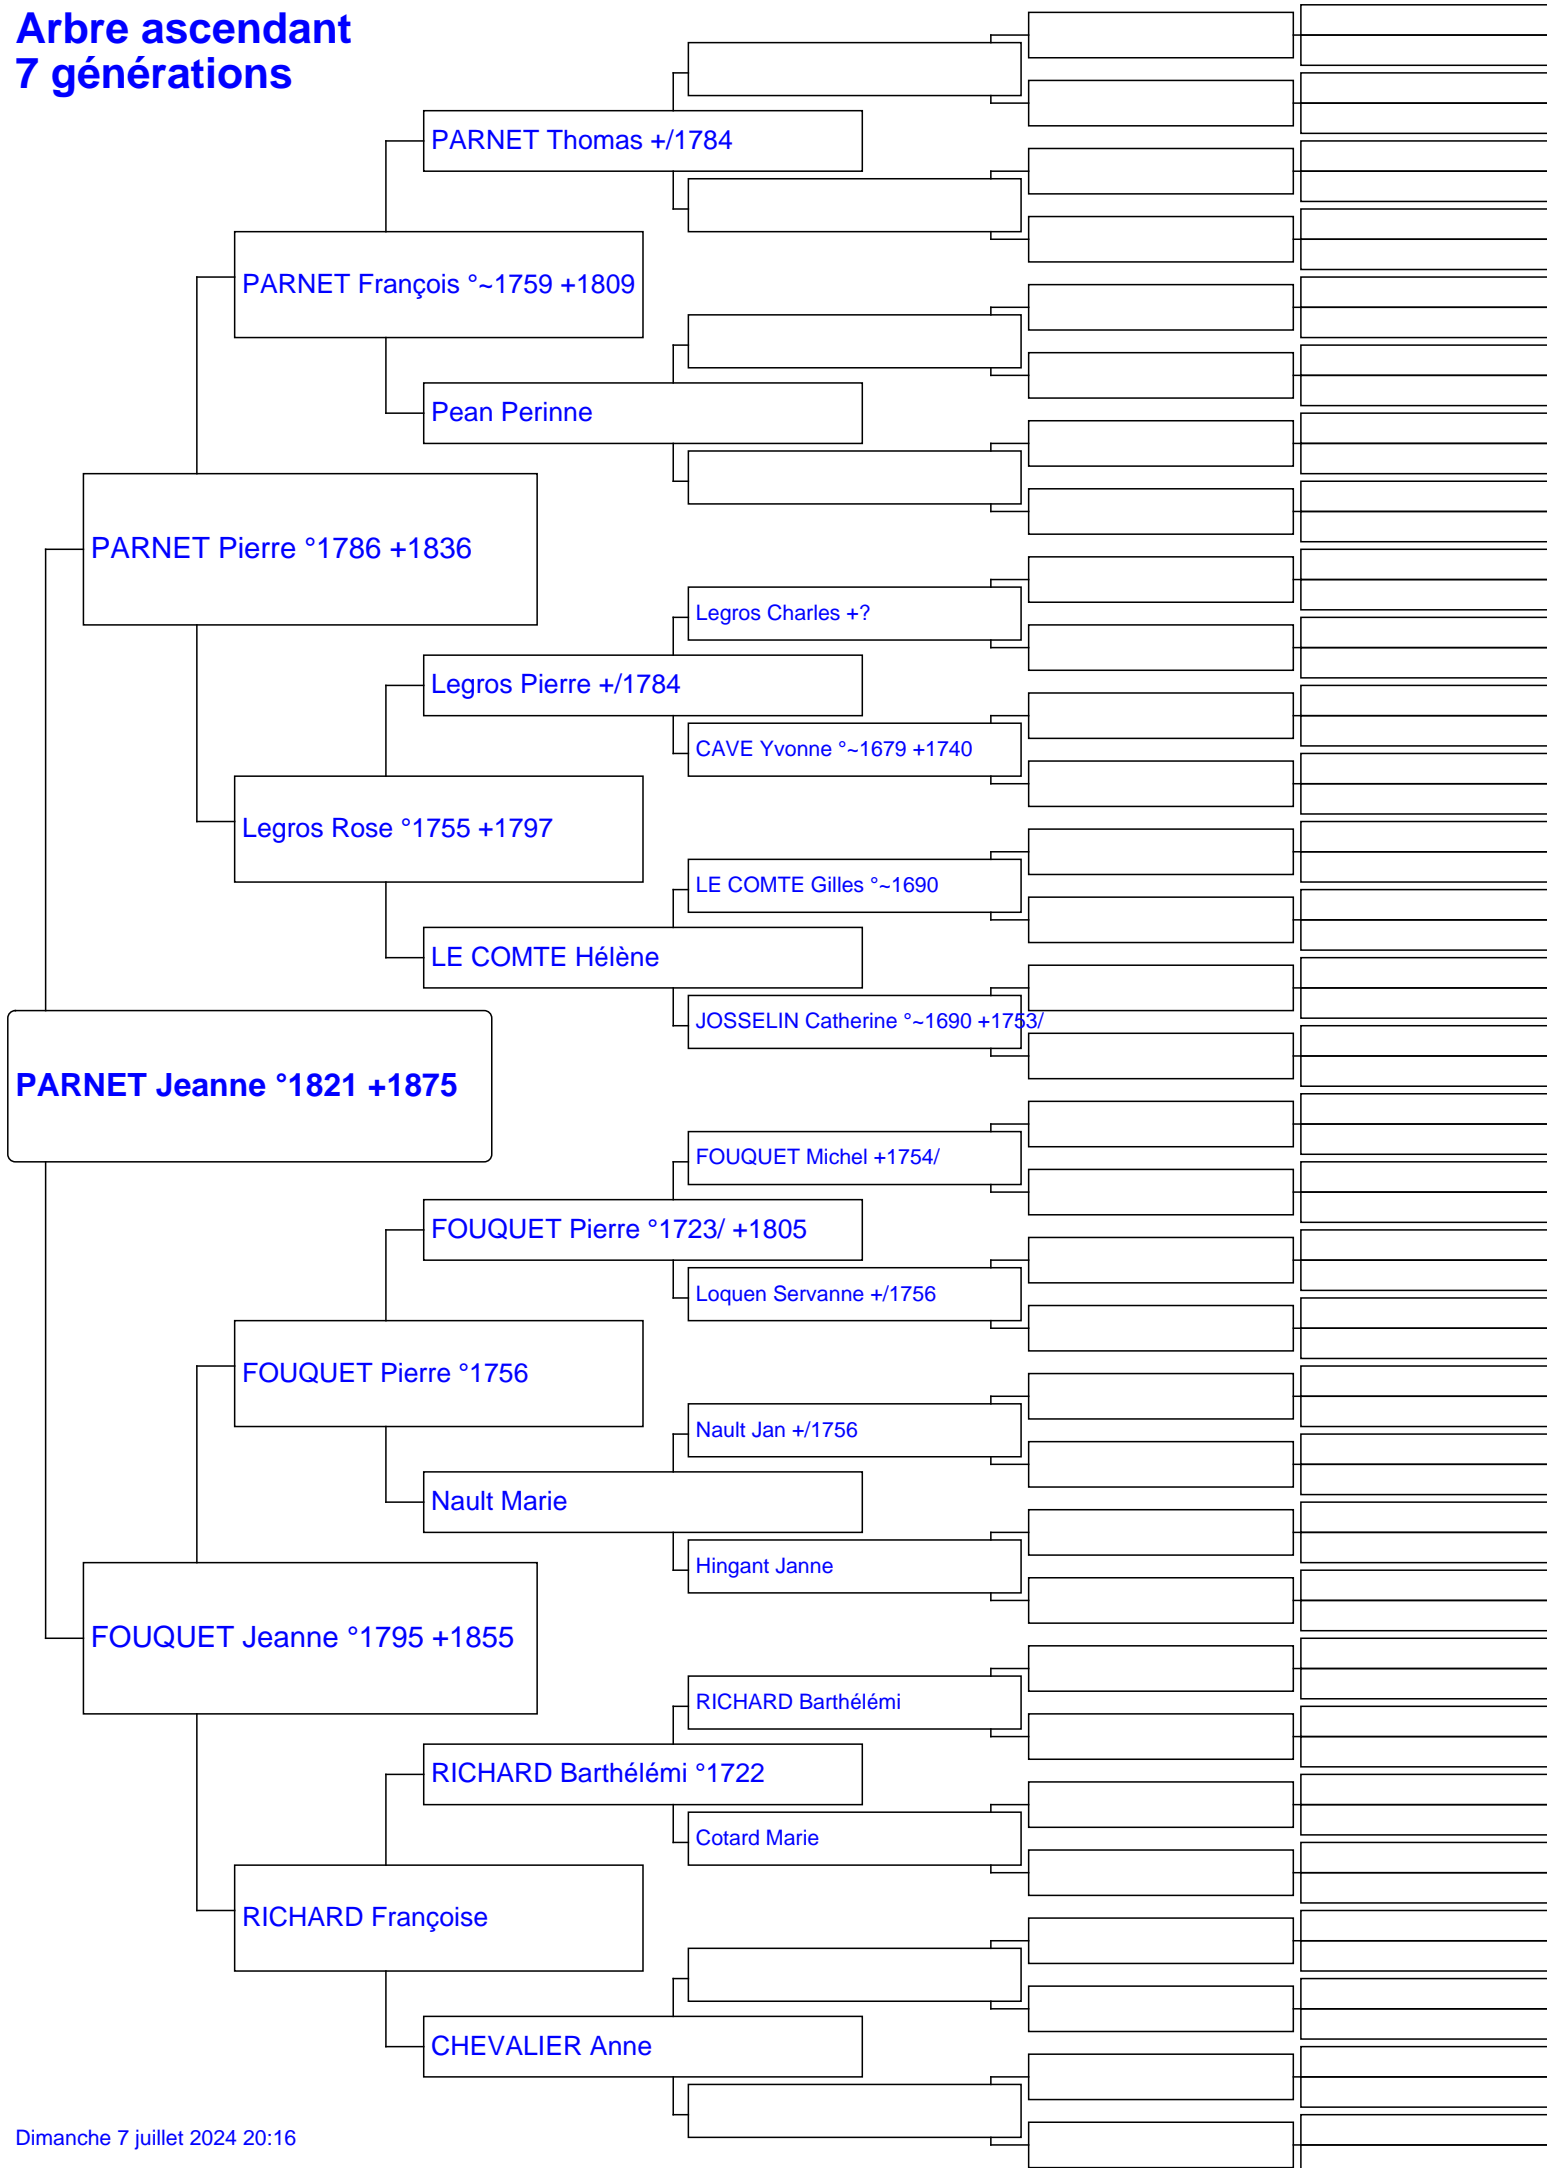 Arbre ascendant
7 générations
PARNET Thomas +/1784
PARNET François °~1759 +1809
Pean Perinne
PARNET Pierre °1786 +1836
Legros Charles +?
Legros Pierre +/1784
CAVE Yvonne °~1679 +1740
Legros Rose °1755 +1797
LE COMTE Gilles °~1690
LE COMTE Hélène
JOSSELIN Catherine °~1690 +1753/
PARNET Jeanne °1821 +1875
FOUQUET Michel +1754/
FOUQUET Pierre °1723/ +1805
Loquen Servanne +/1756
FOUQUET Pierre °1756
Nault Jan +/1756
Nault Marie
Hingant Janne
FOUQUET Jeanne °1795 +1855
RICHARD Barthélémi
RICHARD Barthélémi °1722
Cotard Marie
RICHARD Françoise
CHEVALIER Anne
Dimanche 7 juillet 2024 20:16